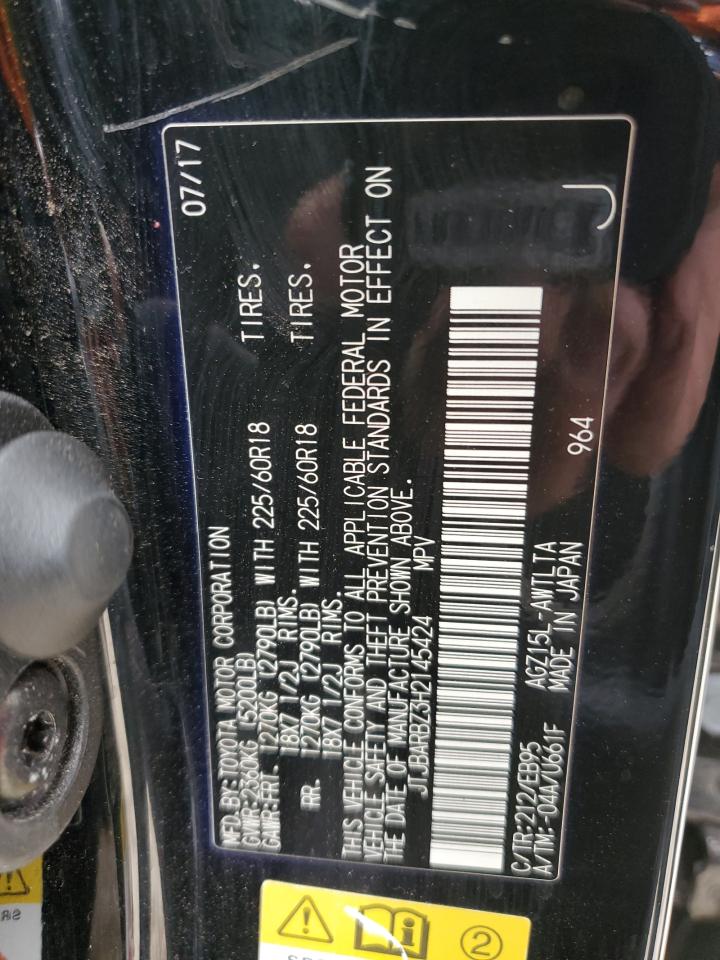 MFD. BY: TOYOTA MOTOR CORPORATION 07/17
GVWR: 2360KG (5200LB)
GAWR: FRT. 1270KG (2790LB) WITH 225/60R18 TIRES,
18X7 1/2J RIMS.
RR. 1270KG (2790LB) WITH 225/60R18 TIRES,
18X7 1/2J RIMS.
THIS VEHICLE CONFORMS TO ALL APPLICABLE FEDERAL MOTOR
VEHICLE SAFETY AND THEFT PREVENTION STANDARDS IN EFFECT ON
THE DATE OF MANUFACTURE SHOWN ABOVE.
JTJBARBZ3H2145424 MPV
C/TR: 212/EB95 AGZ15L-AWTLTA 964
A/TM: -04A/U661F MADE IN JAPAN J
2